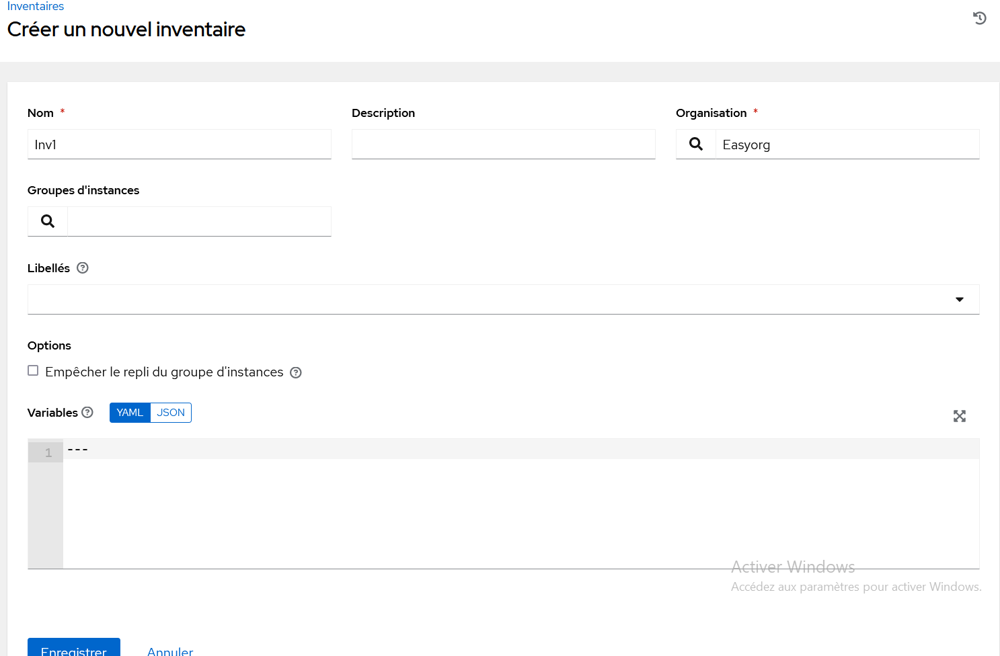 Inventaires
Créer un nouvel inventaire
Nom *
Description
Organisation *
Inv1
Easyorg
Groupes d'instances
Libellés
Options
Empêcher le repli du groupe d'instances
Variables YAML JSON
1 ---
Activer Windows
Accédez aux paramètres pour activer Windows.
Enregistrer Annuler